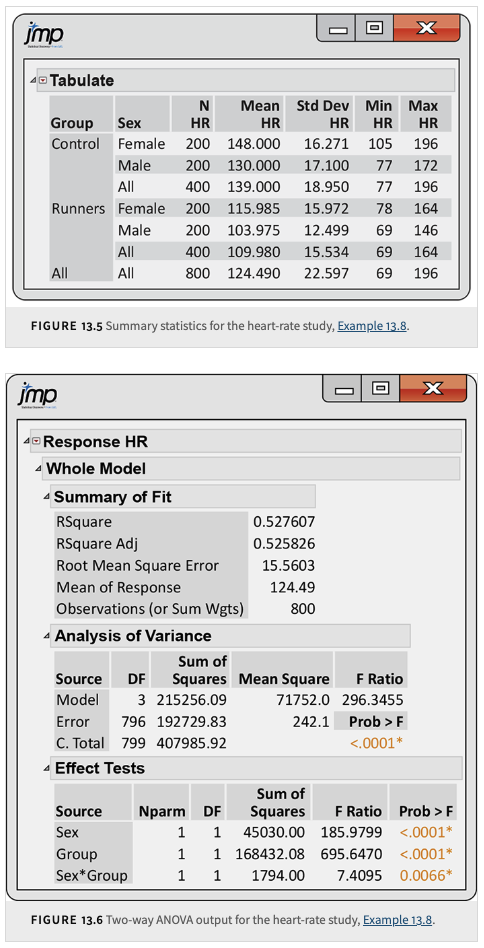 jmp
Tabulate
N Mean Std Dev Min Max
Group Sex HR HR HR HR HR
Control Female 200 148.000 16.271 105 196
Male 200 130.000 17.100 77 172
All 400 139.000 18.950 77 196
Runners Female 200 115.985 15.972 78 164
Male 200 103.975 12.499 69 146
All 400 109.980 15.534 69 164
All All 800 124.490 22.597 69 196
FIGURE 13.5 Summary statistics for the heart-rate study, Example 13.8.
jmp
Response HR
Whole Model
Summary of Fit
RSquare 0.527607
RSquare Adj 0.525826
Root Mean Square Error 15.5603
Mean of Response 124.49
Observations (or Sum Wgts) 800
Analysis of Variance
Sum of
Source DF Squares Mean Square F Ratio
Model 3 215256.09 71752.0 296.3455
Error 796 192729.83 242.1 Prob > F
C. Total 799 407985.92 <.0001*
Effect Tests
Sum of
Source Nparm DF Squares F Ratio Prob > F
Sex 1 1 45030.00 185.9799 <.0001*
Group 1 1 168432.08 695.6470 <.0001*
Sex*Group 1 1 1794.00 7.4095 0.0066*
FIGURE 13.6 Two-way ANOVA output for the heart-rate study, Example 13.8.